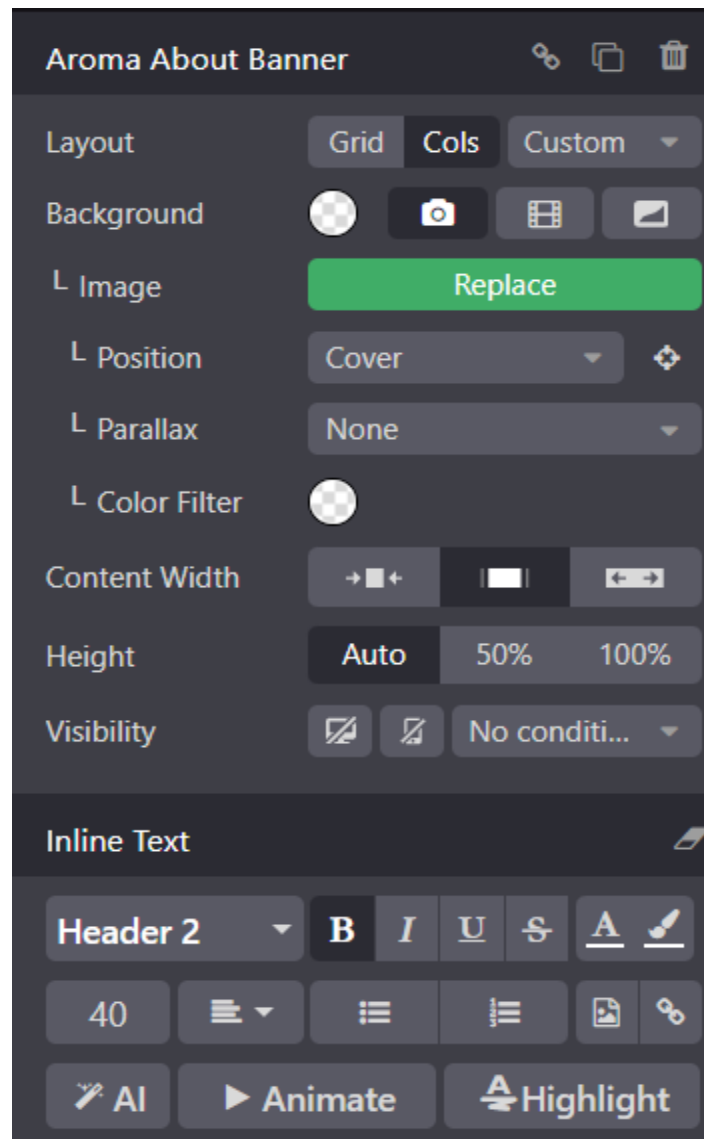 Aroma About Banner
Layout Grid Cols Custom
Background
└ Image Replace
└ Position Cover
└ Parallax None
└ Color Filter
Content Width
Height Auto 50% 100%
Visibility No conditi...
Inline Text
Header 2 B I U S A
40
AI Animate A Highlight